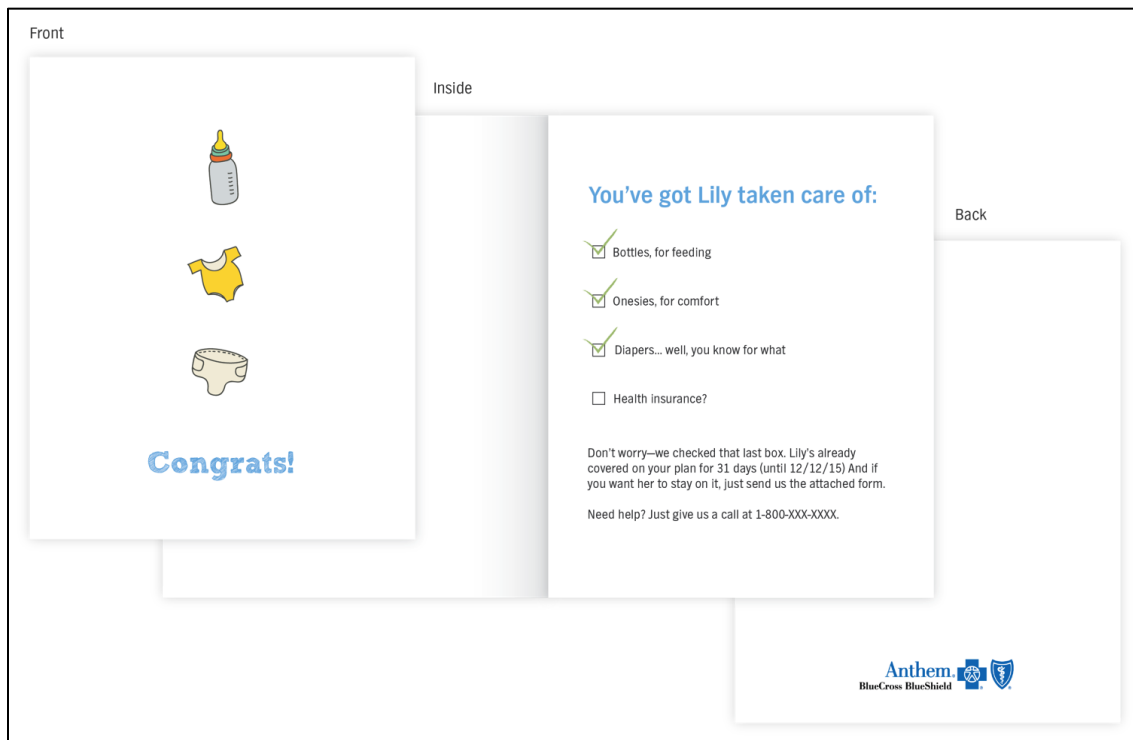 Front
Congrats!
Inside
You've got Lily taken care of:
Bottles, for feeding
Onesies, for comfort
Diapers... well, you know for what
Health insurance?
Don't worry—we checked that last box. Lily's already
covered on your plan for 31 days (until 12/12/15) And if
you want her to stay on it, just send us the attached form.
Need help? Just give us a call at 1-800-XXX-XXXX.
Back
Anthem.
BlueCross BlueShield